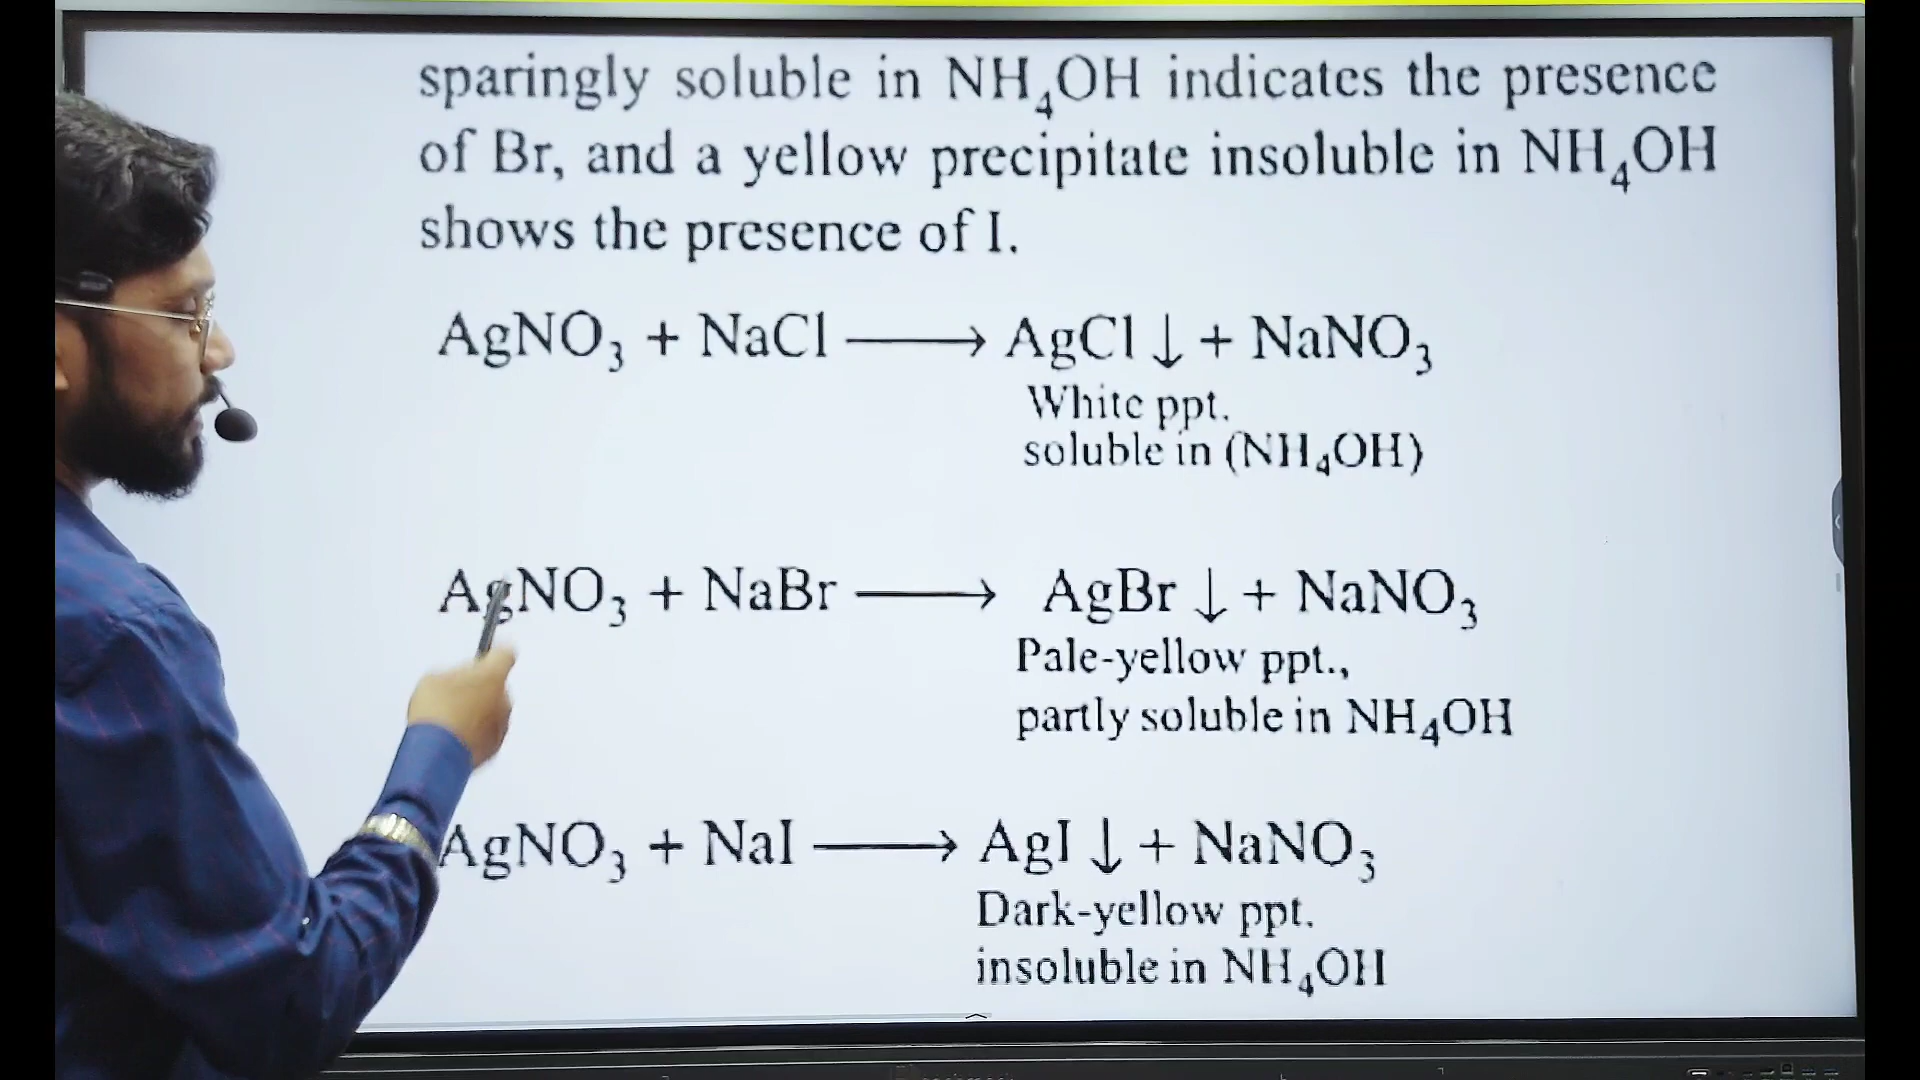 sparingly soluble in NH₄OH indicates the presence
of Br, and a yellow precipitate insoluble in NH₄OH
shows the presence of I.
AgNO₃ + NaCl ⟶ AgCl ↓ + NaNO₃
White ppt.
soluble in (NH₄OH)
AgNO₃ + NaBr ⟶ AgBr ↓ + NaNO₃
Pale-yellow ppt.,
partly soluble in NH₄OH
AgNO₃ + NaI ⟶ AgI ↓ + NaNO₃
Dark-yellow ppt.
insoluble in NH₄OH